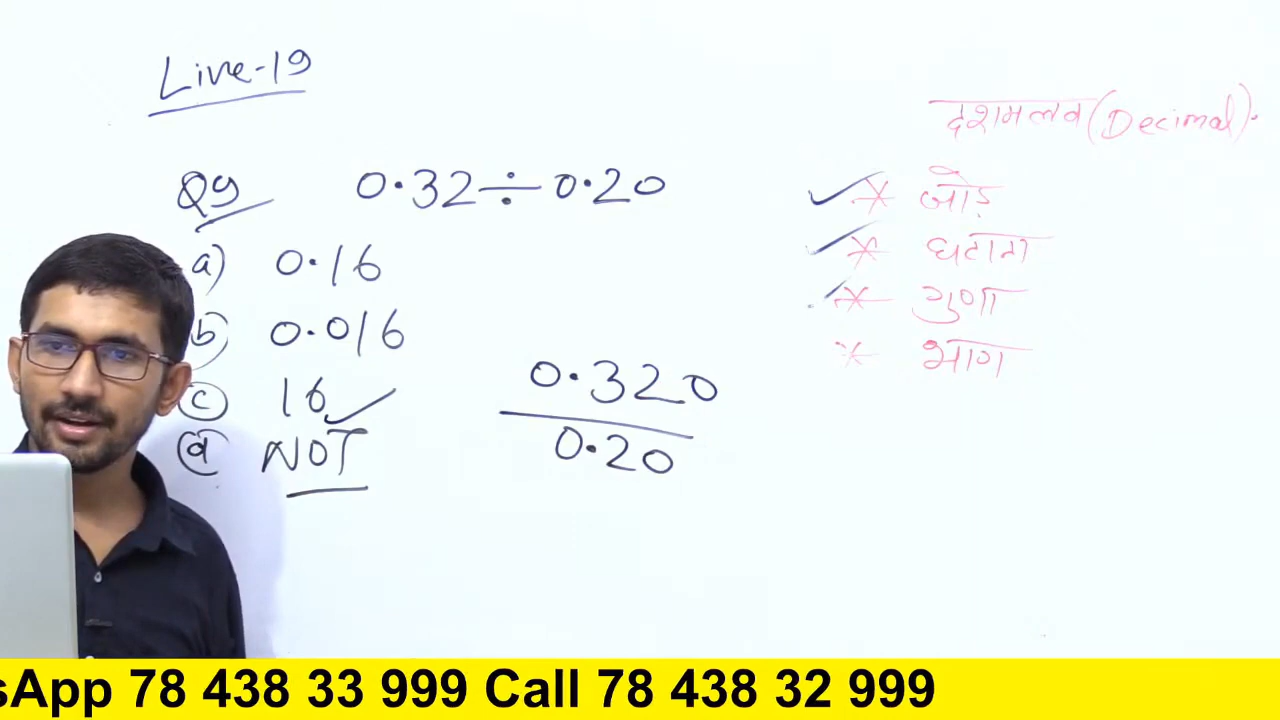 Live-19
दशमलव (Decimal).
Q9 0.32 ÷ 0.20
* जोड़
a) 0.16
* घटाना
b) 0.016
* गुणा
c) 16
* भाग
d) NOT
0.320
0.20
sApp 78 438 33 999 Call 78 438 32 999